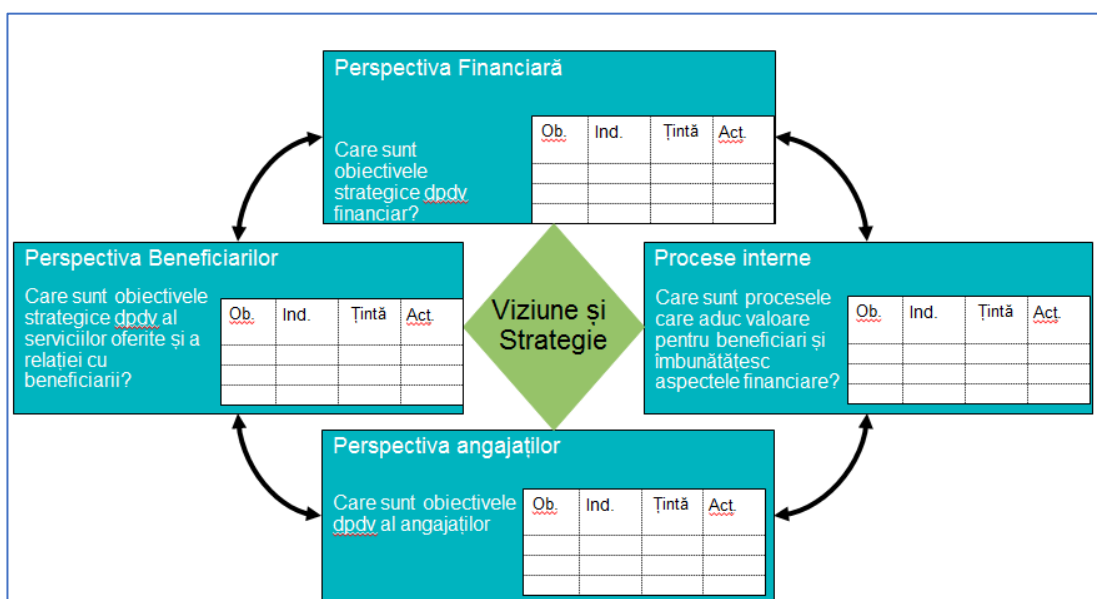 Perspectiva Financiară
Care sunt
obiectivele
strategice dpdv
financiar?
Ob. Ind. Țintă Act.
Perspectiva Beneficiarilor
Care sunt obiectivele
strategice dpdv al
serviciilor oferite și a
relației cu
beneficiarii?
Ob. Ind. Țintă Act.
Viziune și
Strategie
Procese interne
Care sunt procesele
care aduc valoare
pentru beneficiari și
îmbunătățesc
aspectele financiare?
Ob. Ind. Țintă Act.
Perspectiva angajaților
Care sunt obiectivele
dpdv al angajaților
Ob. Ind. Țintă Act.